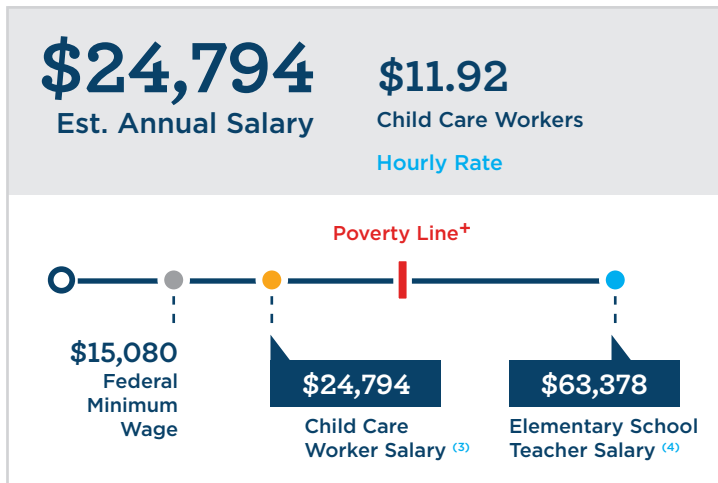 $24,794
Est. Annual Salary
$11.92
Child Care Workers
Hourly Rate
Poverty Line+
$15,080
Federal
Minimum
Wage
$24,794
Child Care
Worker Salary (3)
$63,378
Elementary School
Teacher Salary (4)